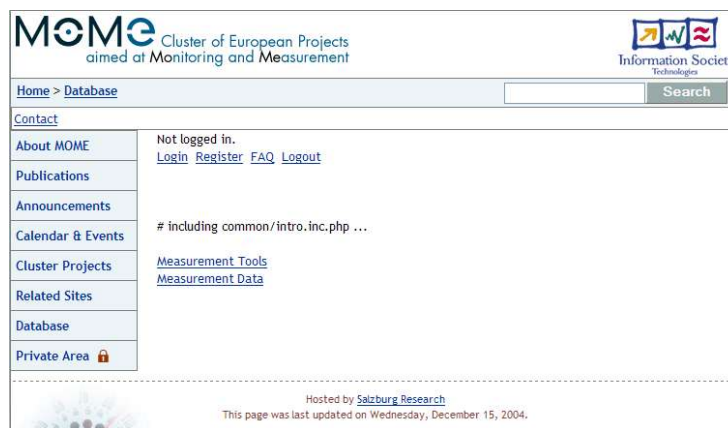 MOME Cluster of European Projects
aimed at Monitoring and Measurement
Information Societ
Technologies
Home > Database
Search
Contact
About MOME
Publications
Announcements
Calendar & Events
Cluster Projects
Related Sites
Database
Private Area
Not logged in.
Login Register FAQ Logout
# including common/intro.inc.php ...
Measurement Tools
Measurement Data
Hosted by Salzburg Research
This page was last updated on Wednesday, December 15, 2004.